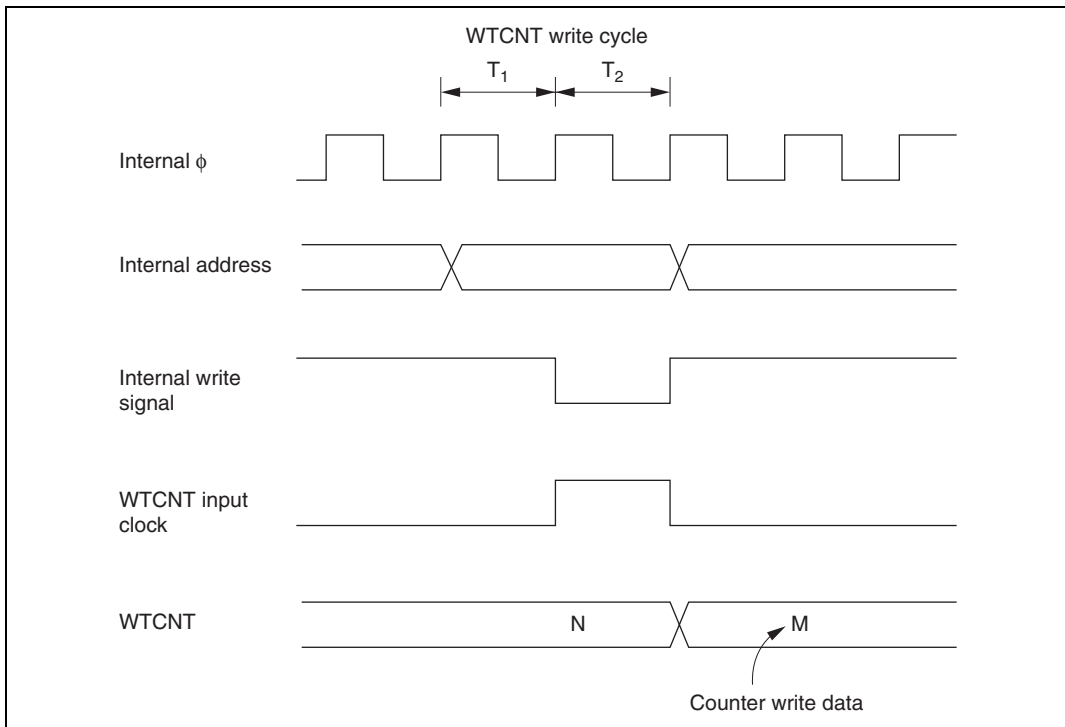 WTCNT write cycle
T₁ T₂
Internal ϕ
Internal address
Internal write
signal
WTCNT input
clock
WTCNT N M
Counter write data